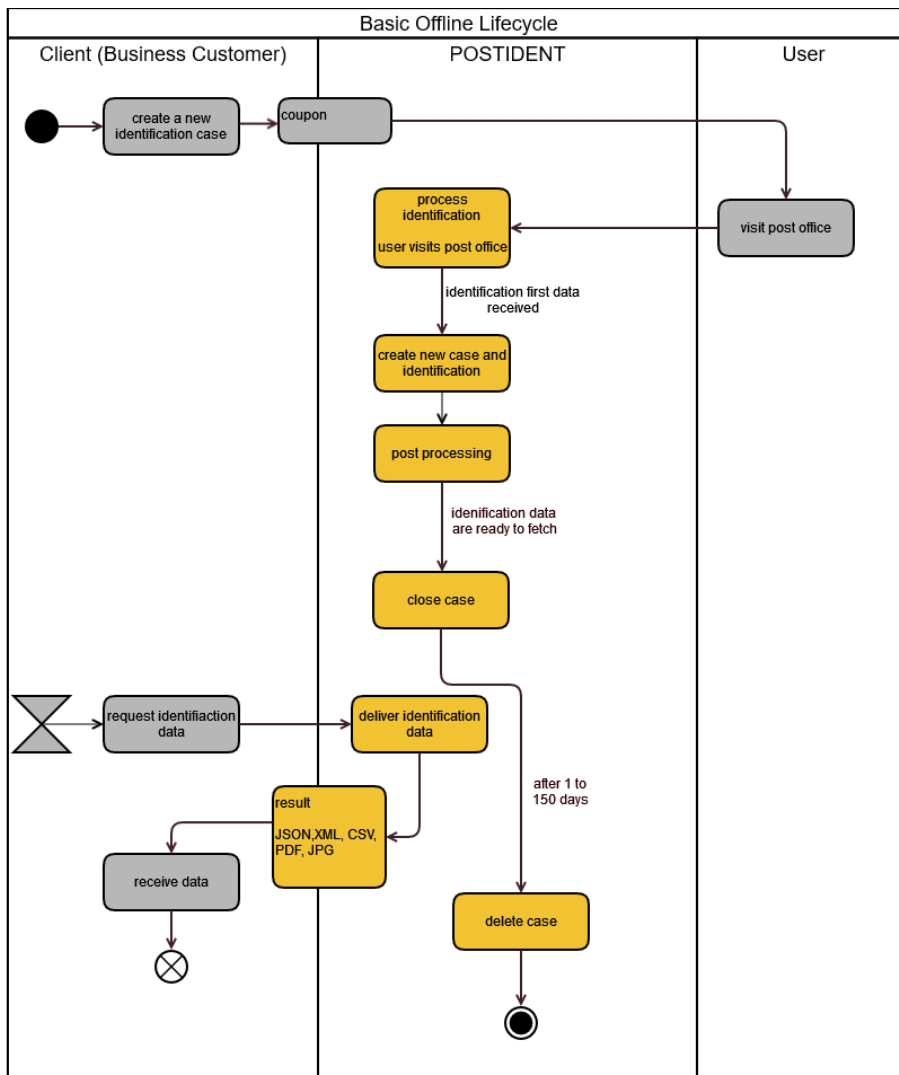 Basic Offline Lifecycle
Client (Business Customer)
POSTIDENT
User
create a new
identification case
coupon
process
identification
user visits post office
visit post office
identification first data
received
create new case and
identification
post processing
idenification data
are ready to fetch
close case
request identifiaction
data
deliver identification
data
after 1 to
150 days
result
JSON,XML, CSV,
PDF, JPG
receive data
delete case